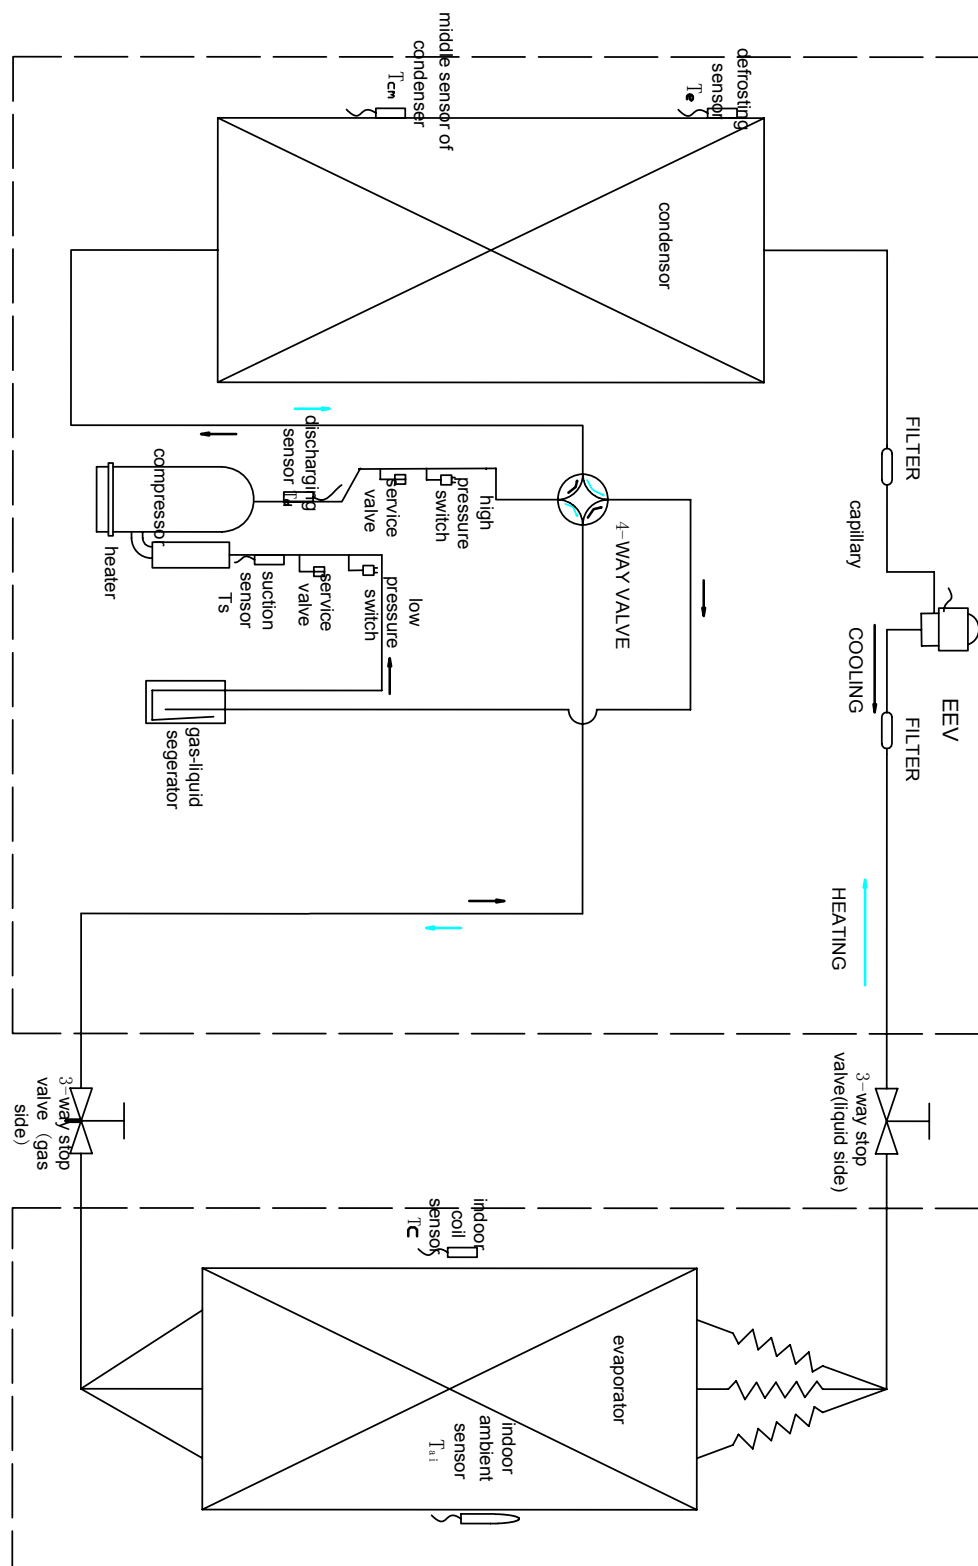 middle sensor of
condenser
Tcm
defrosting
sensor
Te
condensor
FILTER
capillary
EEV
COOLING
FILTER
HEATING
discharging
sensor
Td
compressor
heater
service
valve
high
pressure
switch
4-WAY VALVE
suction
sensor
Ts
service
valve
low
pressure
switch
gas-liquid
segerator
3-way stop
valve(liquid side)
3-way stop
valve (gas
side)
indoor
coil
sensor
TC
evaporator
indoor
ambient
sensor
Tai